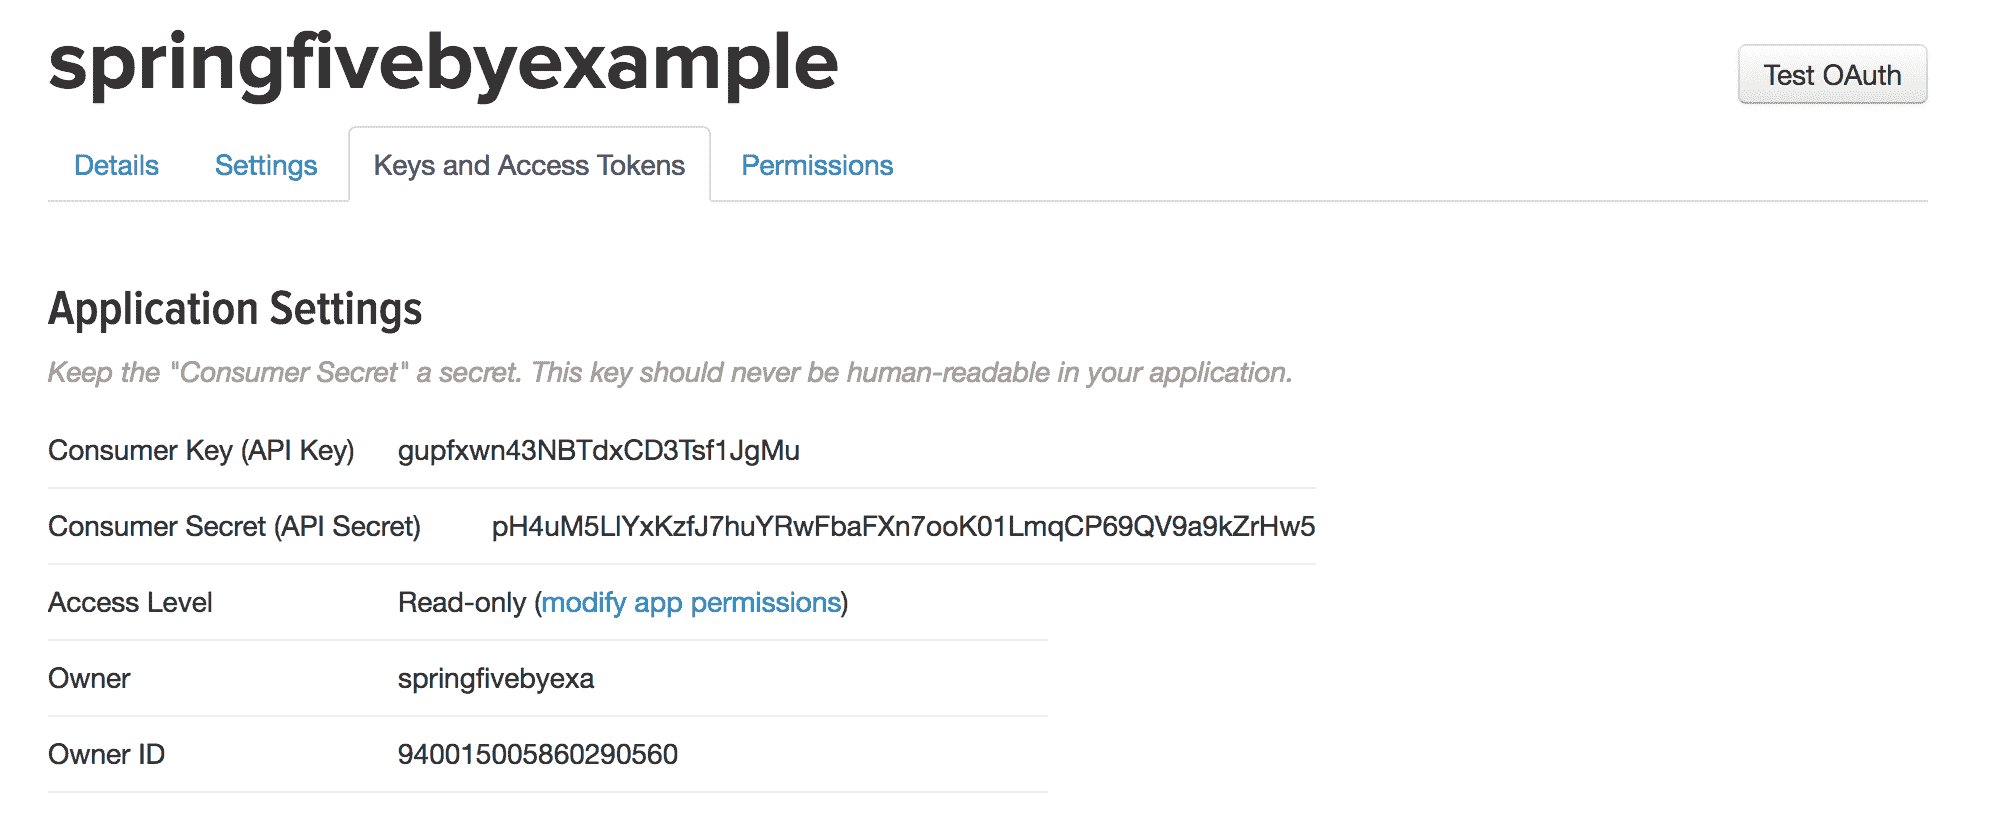 springfivebyexample
Test OAuth
Details Settings Keys and Access Tokens Permissions
Application Settings
Keep the "Consumer Secret" a secret. This key should never be human-readable in your application.
Consumer Key (API Key) gupfxwn43NBTdxCD3Tsf1JgMu
Consumer Secret (API Secret) pH4uM5LlYxKzfJ7huYRwFbaFXn7ooK01LmqCP69QV9a9kZrHw5
Access Level Read-only (modify app permissions)
Owner springfivebyexa
Owner ID 940015005860290560